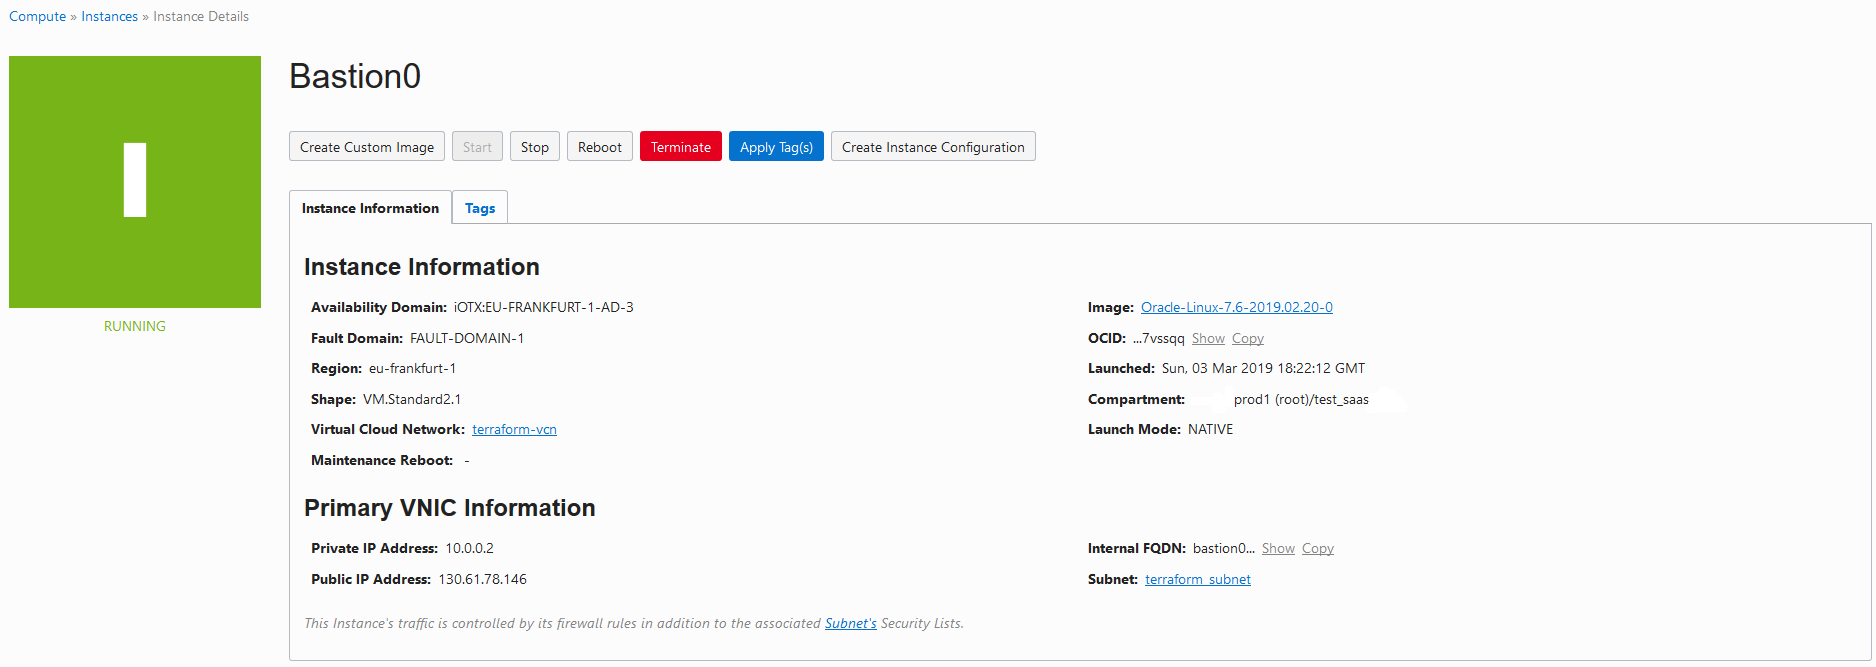 Compute » Instances » Instance Details
Bastion0
Create Custom Image Start Stop Reboot Terminate Apply Tag(s) Create Instance Configuration
Instance Information Tags
RUNNING
Instance Information
Availability Domain: iOTX:EU-FRANKFURT-1-AD-3
Fault Domain: FAULT-DOMAIN-1
Region: eu-frankfurt-1
Shape: VM.Standard2.1
Virtual Cloud Network: terraform-vcn
Maintenance Reboot: -
Image: Oracle-Linux-7.6-2019.02.20-0
OCID: ...7vssqq Show Copy
Launched: Sun, 03 Mar 2019 18:22:12 GMT
Compartment: prod1 (root)/test_saas
Launch Mode: NATIVE
Primary VNIC Information
Private IP Address: 10.0.0.2
Public IP Address: 130.61.78.146
Internal FQDN: bastion0... Show Copy
Subnet: terraform_subnet
This Instance's traffic is controlled by its firewall rules in addition to the associated Subnet's Security Lists.